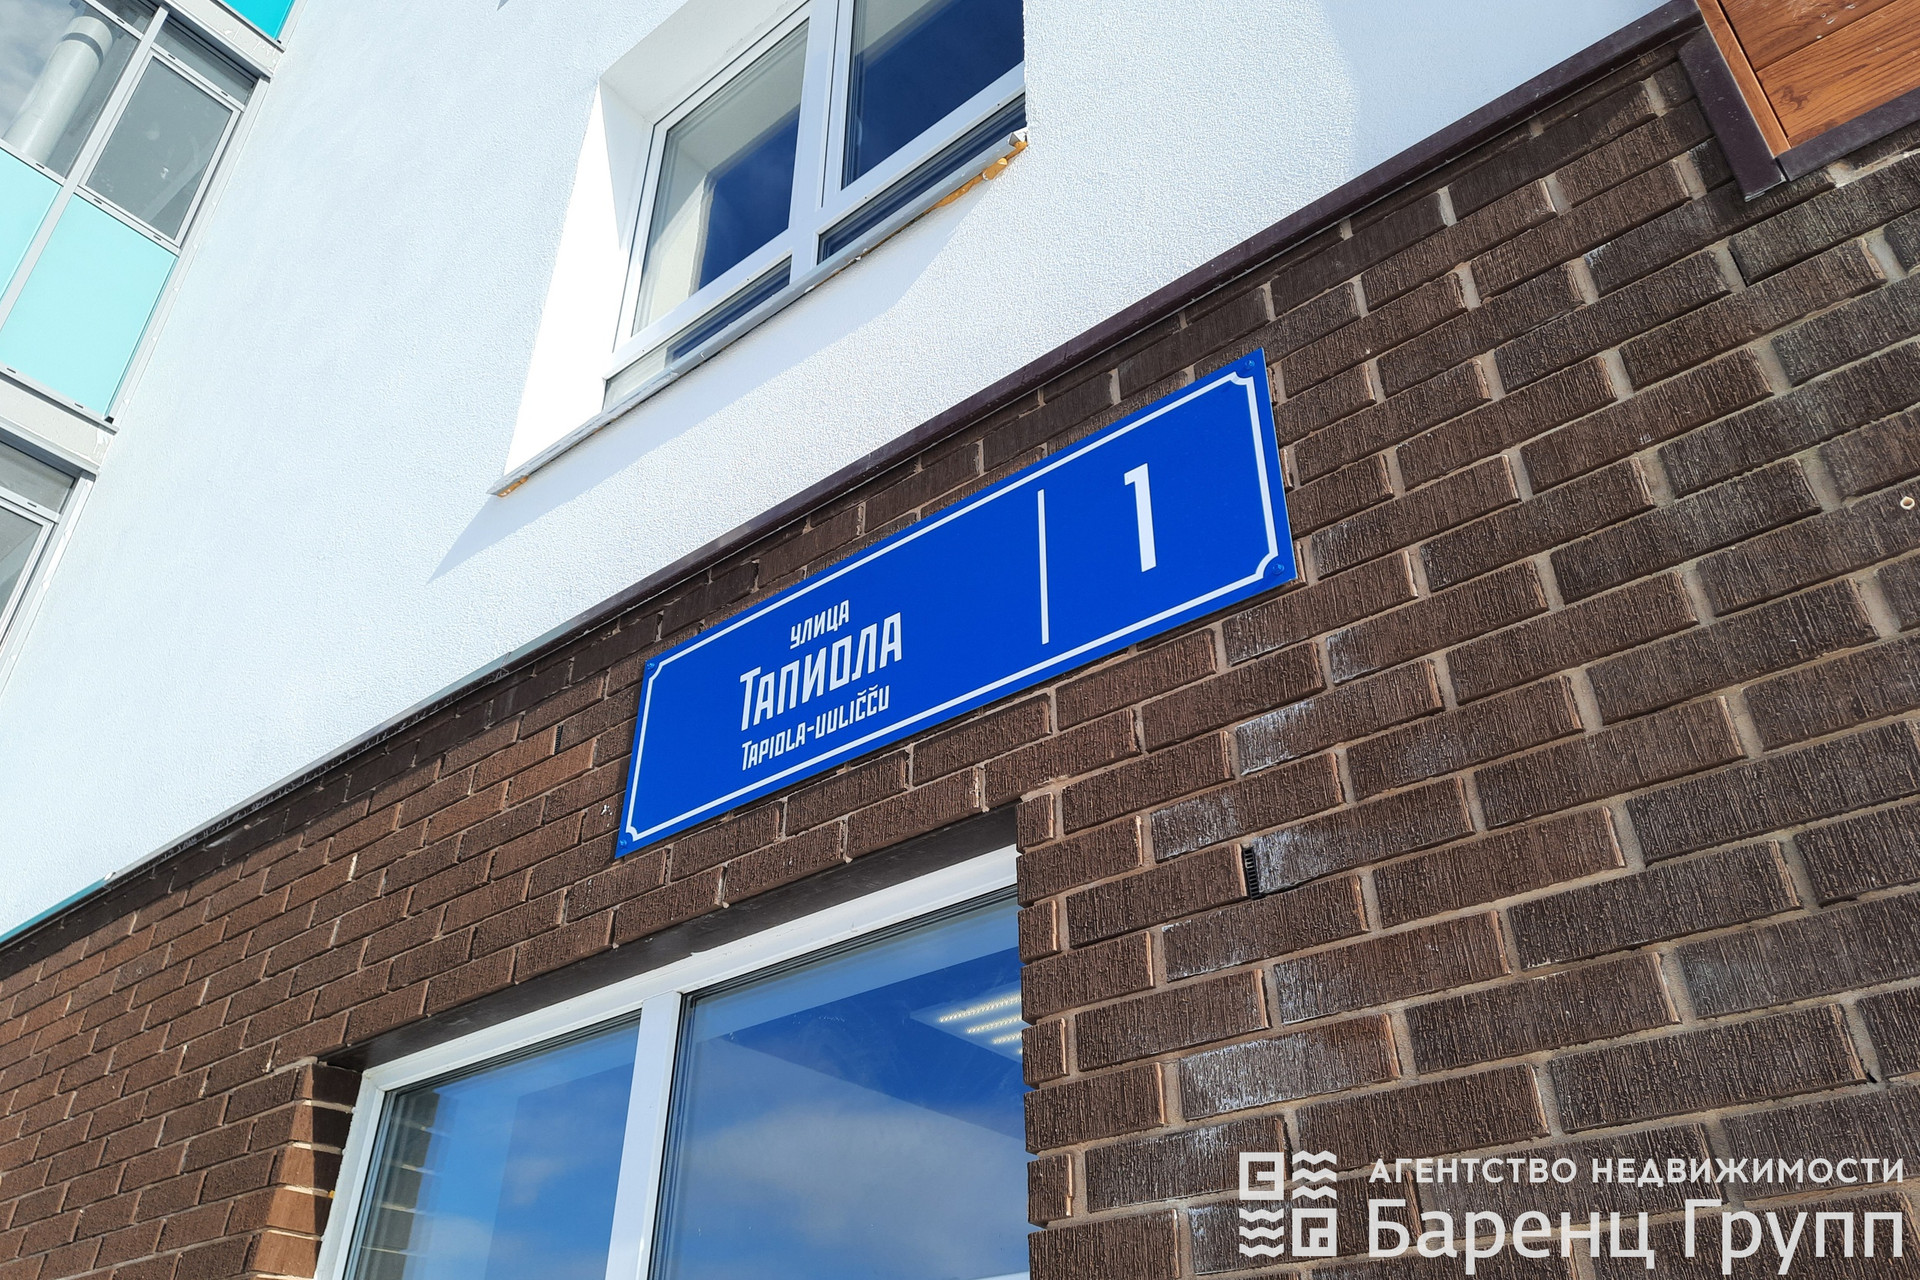 улица
Тапиола
Tapiola-uuličču
1
АГЕНТСТВО НЕДВИЖИМОСТИ
Баренц Групп